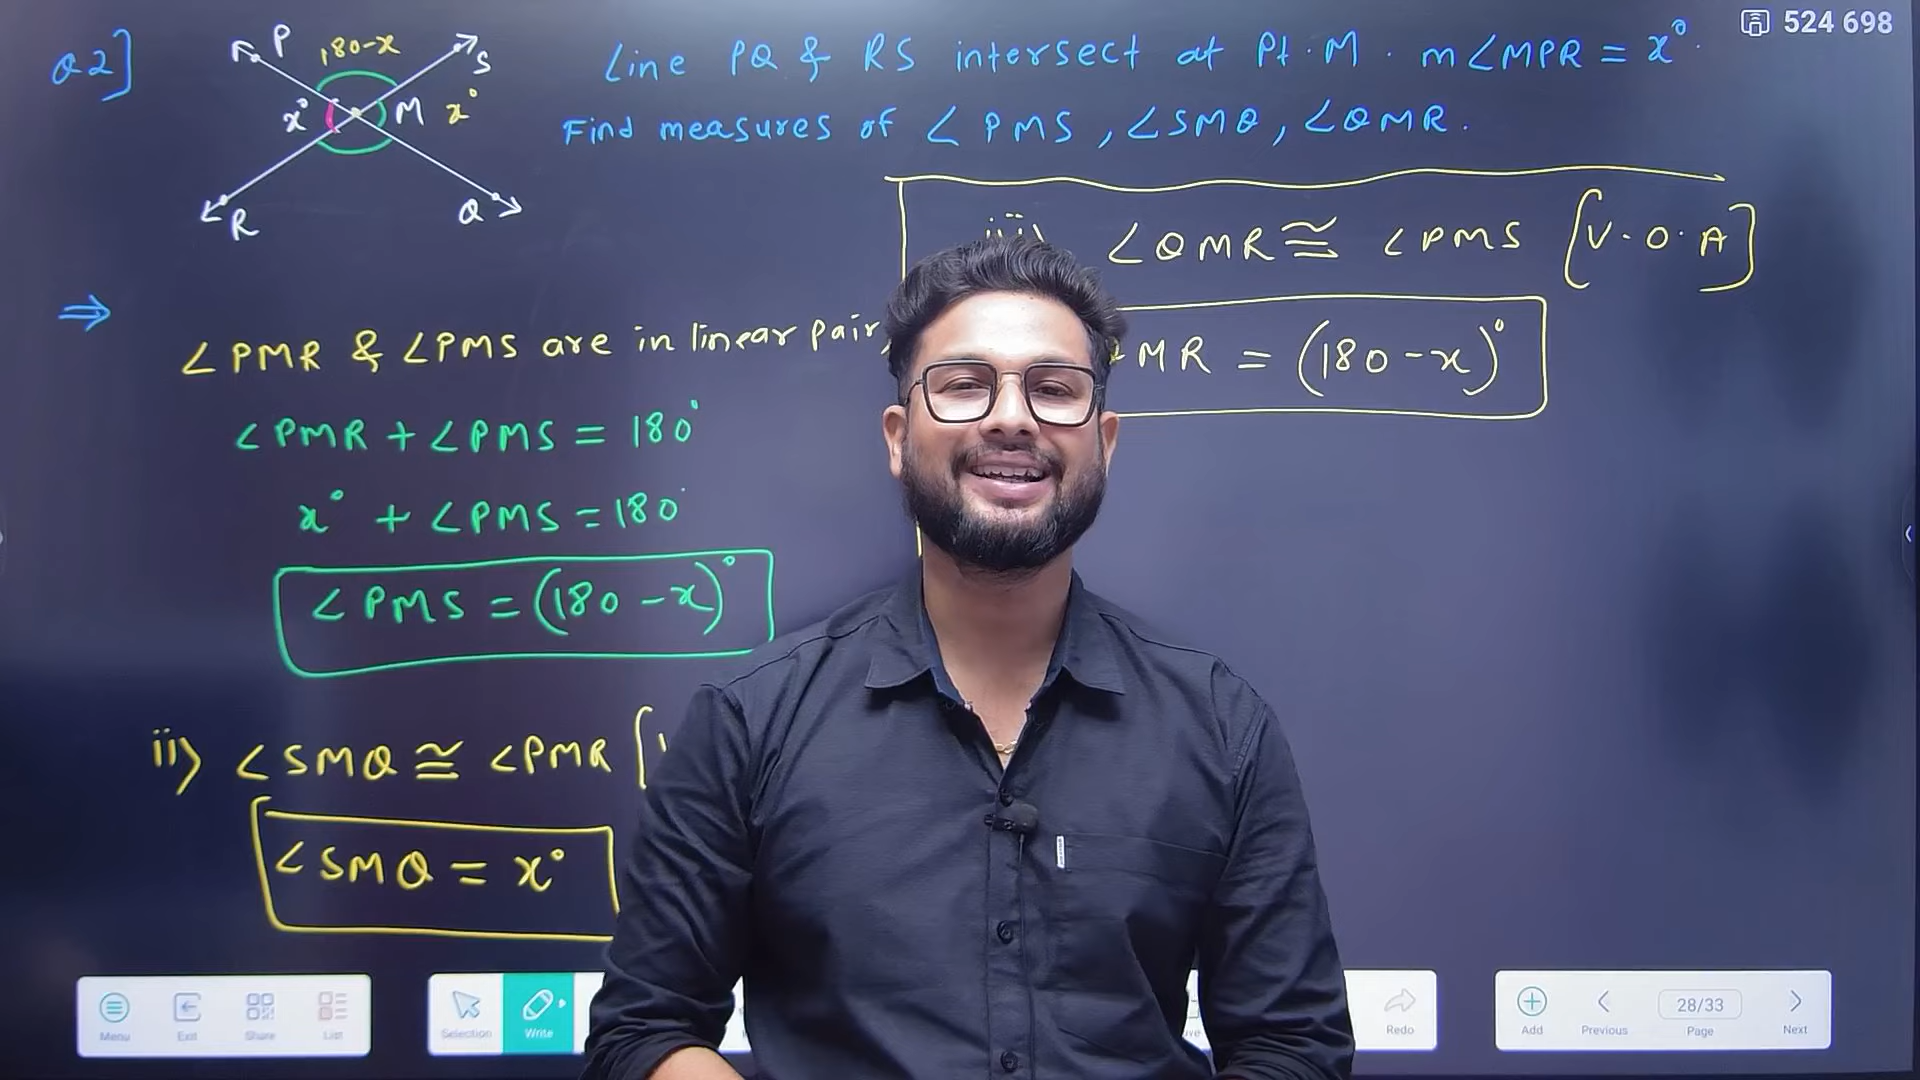 524 698
Q2]
P 180-x S
x° M x°
R Q
Line PQ & RS intersect at Pt. M. m∠MPR = x°.
Find measures of ∠PMS, ∠SMQ, ∠QMR.
⇒
∠PMR & ∠PMS are in linear pair,
∠PMR + ∠PMS = 180°
x° + ∠PMS = 180°
∠PMS = (180 - x)°
ii) ∠SMQ ≅ ∠PMR [
∠SMQ = x°
iii) ∠QMR ≅ ∠PMS [V.O.A]
MR = (180-x)°
Menu Exit Share List
Selection Write
Redo
Add Previous 28/33 Page Next